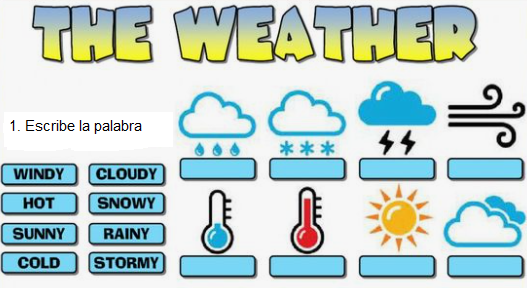 THE WEATHER
1. Escribe la palabra
WINDY CLOUDY
HOT SNOWY
SUNNY RAINY
COLD STORMY